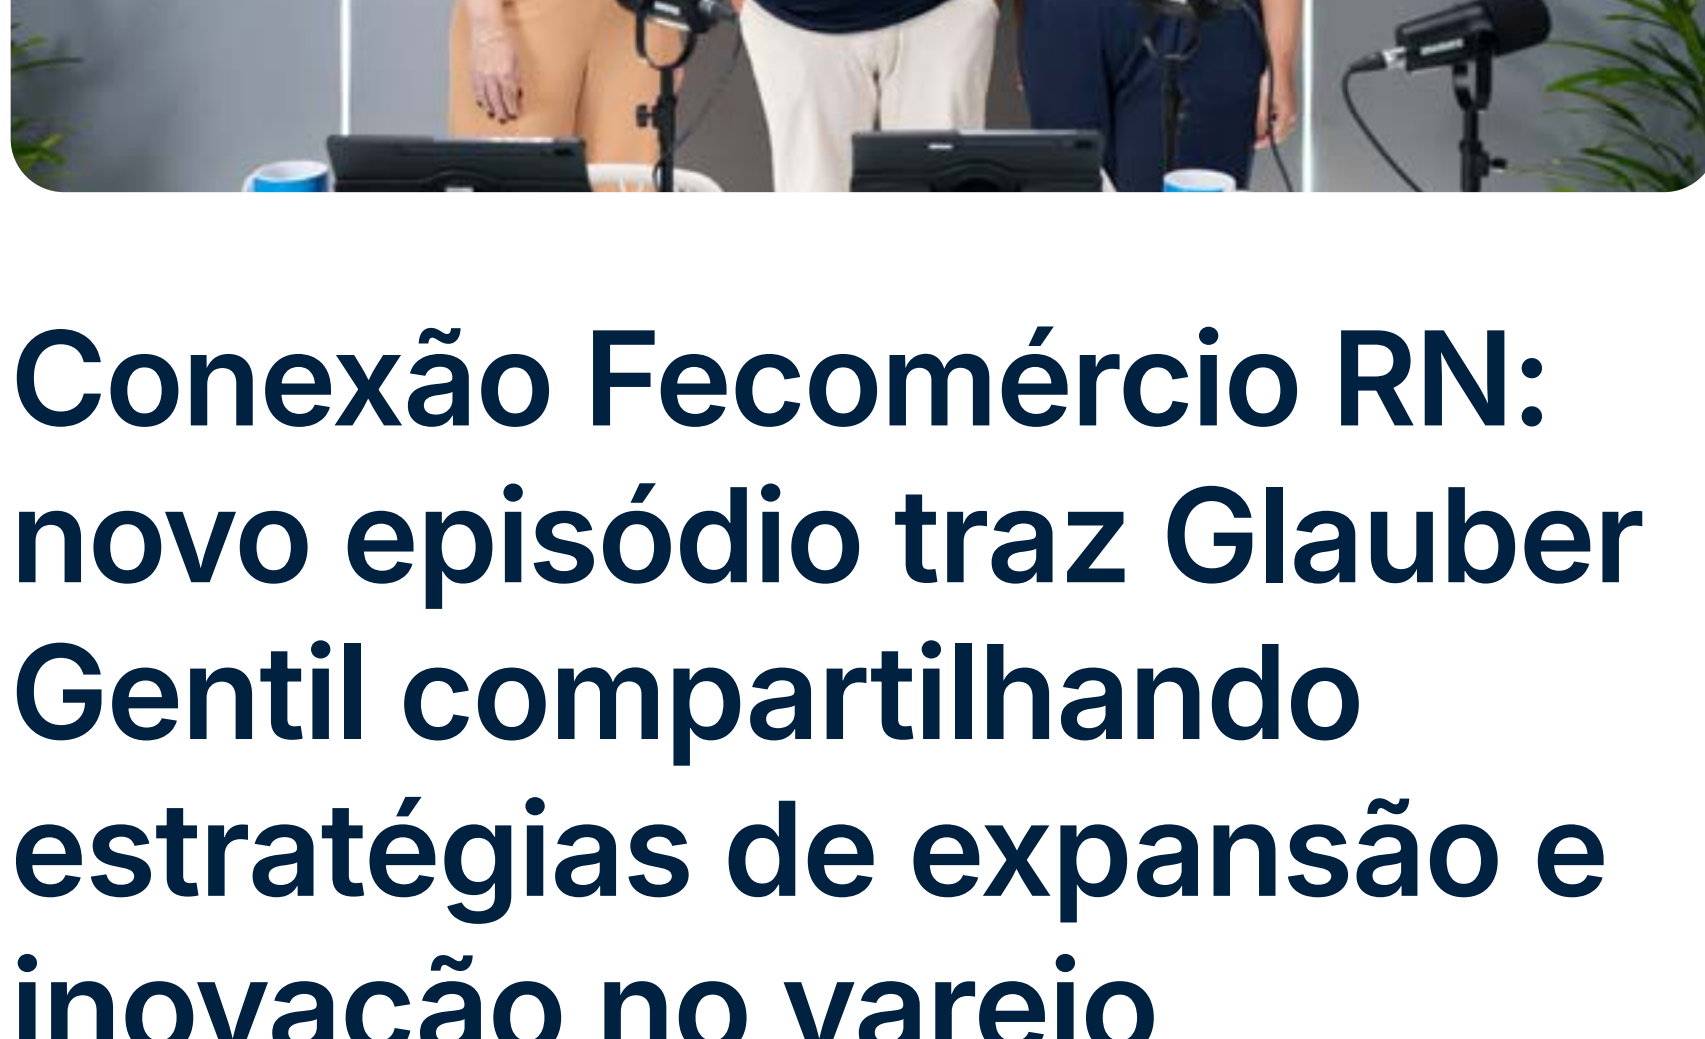 Conexão Fecomércio RN:
novo episódio traz Glauber
Gentil compartilhando
estratégias de expansão e
inovação no varejo